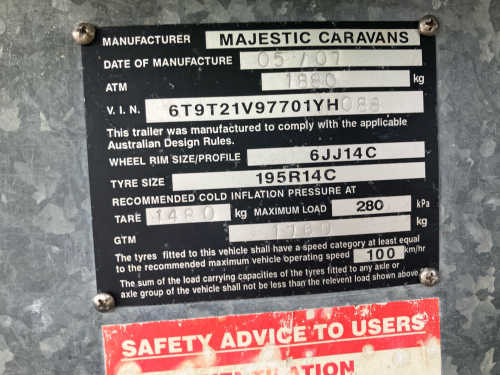 MANUFACTURER MAJESTIC CARAVANS
DATE OF MANUFACTURE 05/07
ATM 1880 kg
V. I. N. 6T9T21V97701YH088
This trailer was manufactured to comply with the applicable
Australian Design Rules.
WHEEL RIM SIZE/PROFILE 6JJ14C
TYRE SIZE 195R14C
RECOMMENDED COLD INFLATION PRESSURE AT
TARE 1480 kg MAXIMUM LOAD 280 kPa
GTM kg
The tyres fitted to this vehicle shall have a speed category at least equal
to the recommended maximum vehicle operating speed 100 km/hr
The sum of the load carrying capacities of the tyres fitted to any axle or
axle group of the vehicle shall not be less than the relevent load shown above.
SAFETY ADVICE TO USERS